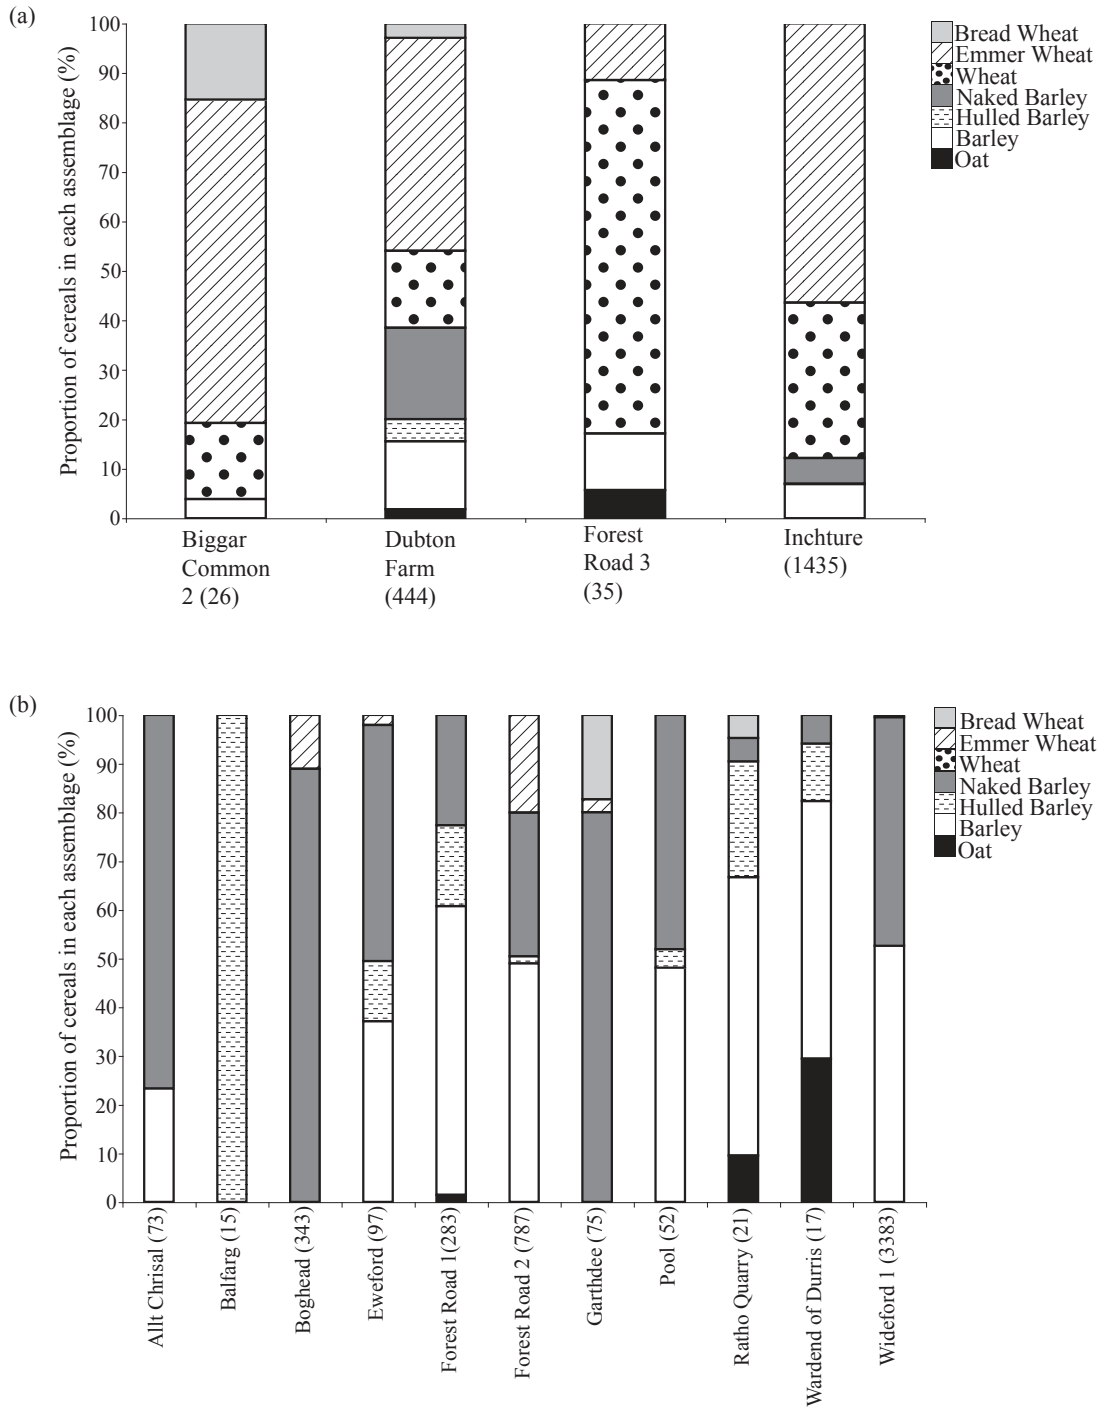 (a)
Proportion of cereals in each assemblage (%)
100
90
80
70
60
50
40
30
20
10
0
Bread Wheat
Emmer Wheat
Wheat
Naked Barley
Hulled Barley
Barley
Oat
Biggar
Common
2 (26)
Dubton
Farm
(444)
Forest
Road 3
(35)
Inchture
(1435)
(b)
Proportion of cereals in each assemblage (%)
100
90
80
70
60
50
40
30
20
10
0
Bread Wheat
Emmer Wheat
Wheat
Naked Barley
Hulled Barley
Barley
Oat
Allt Chrisal (73)
Balfarg (15)
Boghead (343)
Eweford (97)
Forest Road 1(283)
Forest Road 2 (787)
Garthdee (75)
Pool (52)
Ratho Quarry (21)
Wardend of Durris (17)
Wideford 1 (3383)